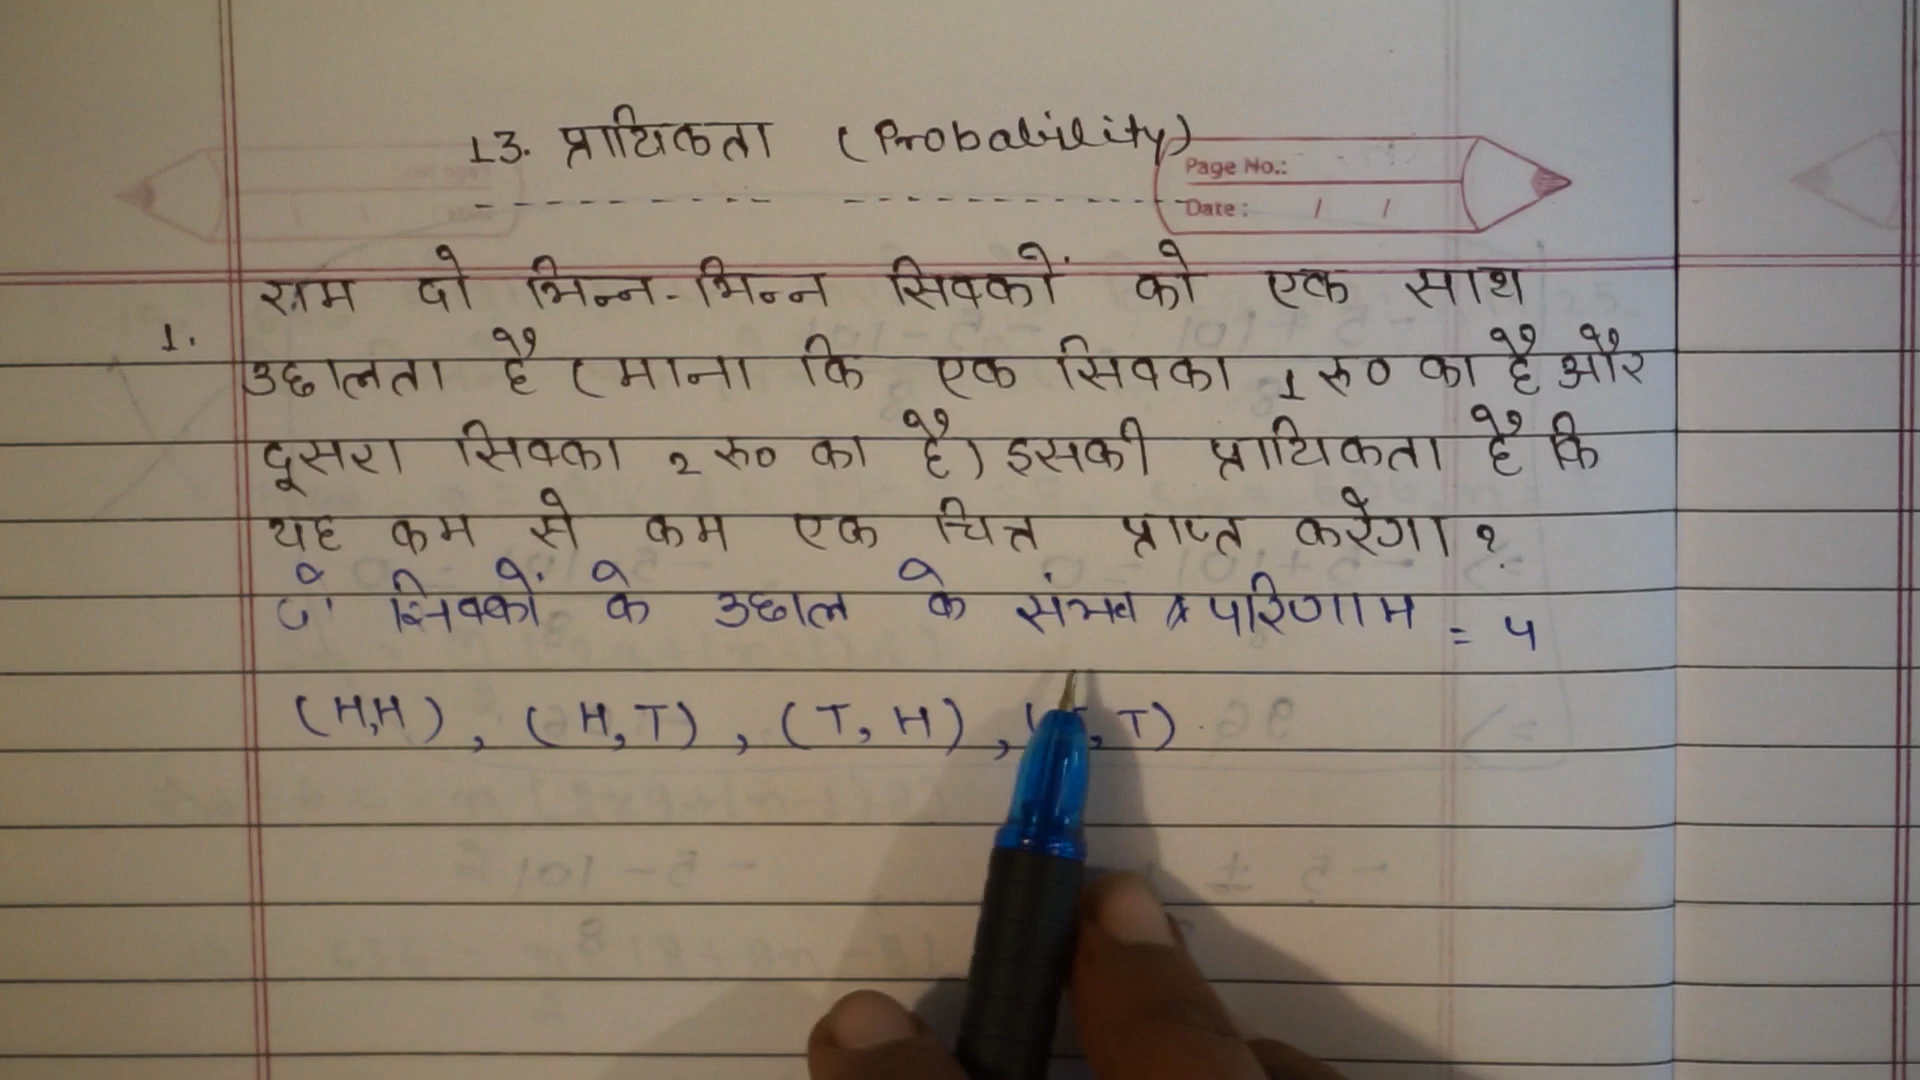 13. प्रायिकता (Probability)
Page No.:
Date: / /
राम दो भिन्न-भिन्न सिक्कों को एक साथ
1. उछालता है (माना कि एक सिक्का 1 रू० का है और
दूसरा सिक्का 2 रू० का है) इसकी प्रायिकता है कि
यह कम से कम एक चित्त प्राप्त करेगा?
सिक्कों के उछाल के संभव परिणाम = 4
(H,H), (H,T), (T,H), ( ,T)